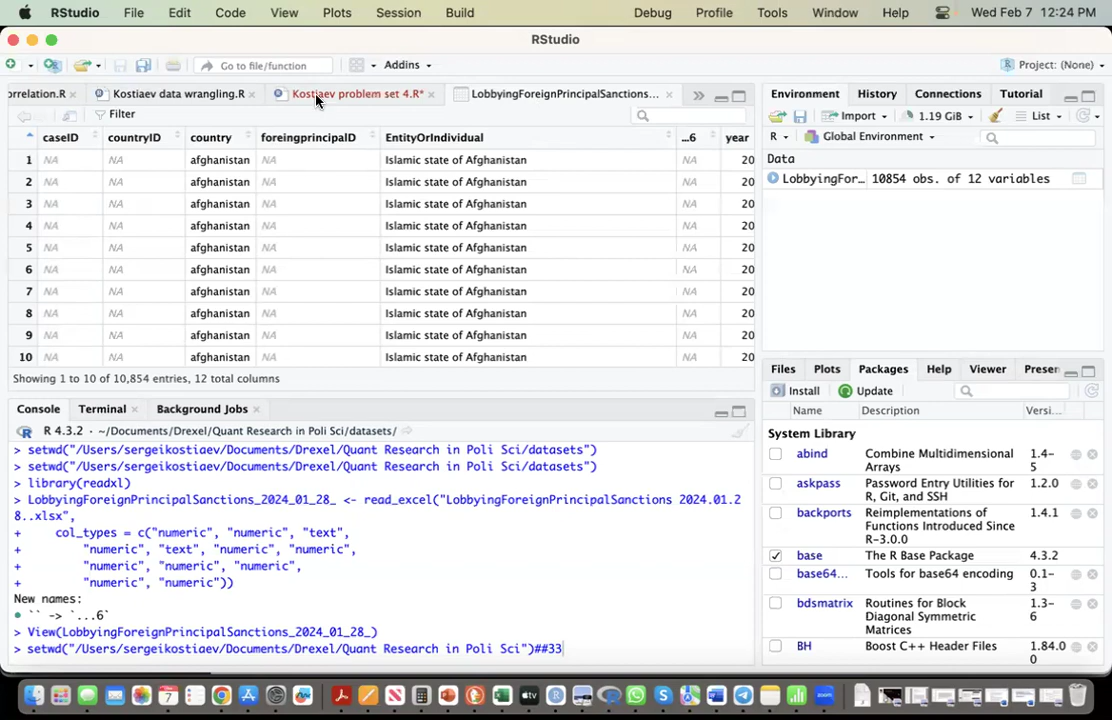 RStudio File Edit Code View Plots Session Build Debug Profile Tools Window Help Wed Feb 7 12:24 PM
RStudio
Go to file/function Addins Project: (None)
orrelation.R Kostiaev data wrangling.R Kostiaev problem set 4.R* LobbyingForeignPrincipalSanctions...
Filter
caseID countryID country foreingprincipalD EntityOrIndividual ...6 year
1 NA NA afghanistan NA Islamic state of Afghanistan NA 20
2 NA NA afghanistan NA Islamic state of Afghanistan NA 20
3 NA NA afghanistan NA Islamic state of Afghanistan NA 20
4 NA NA afghanistan NA Islamic state of Afghanistan NA 20
5 NA NA afghanistan NA Islamic state of Afghanistan NA 20
6 NA NA afghanistan NA Islamic state of Afghanistan NA 20
7 NA NA afghanistan NA Islamic state of Afghanistan NA 20
8 NA NA afghanistan NA Islamic state of Afghanistan NA 20
9 NA NA afghanistan NA Islamic state of Afghanistan NA 20
10 NA NA afghanistan NA Islamic state of Afghanistan NA 20
Showing 1 to 10 of 10,854 entries, 12 total columns
Console Terminal Background Jobs
R 4.3.2 · ~/Documents/Drexel/Quant Research in Poli Sci/datasets/
> setwd("/Users/sergeikostiaev/Documents/Drexel/Quant Research in Poli Sci/datasets")
> setwd("/Users/sergeikostiaev/Documents/Drexel/Quant Research in Poli Sci/datasets")
> library(readxl)
> LobbyingForeignPrincipalSanctions_2024_01_28_ <- read_excel("LobbyingForeignPrincipalSanctions 2024.01.2
8..xlsx",
+ col_types = c("numeric", "numeric", "text",
+ "numeric", "text", "numeric", "numeric",
+ "numeric", "numeric", "numeric",
+ "numeric", "numeric"))
New names:
• `` -> `...6`
> View(LobbyingForeignPrincipalSanctions_2024_01_28_)
> setwd("/Users/sergeikostiaev/Documents/Drexel/Quant Research in Poli Sci")##33
Environment History Connections Tutorial
Import 1.19 GiB List
R Global Environment
Data
LobbyingFor... 10854 obs. of 12 variables
Files Plots Packages Help Viewer Presen
Install Update
Name Description Versi...
System Library
abind Combine Multidimensional Arrays 1.4-5
askpass Password Entry Utilities for R, Git, and SSH 1.2.0
backports Reimplementations of Functions Introduced Since R-3.0.0 1.4.1
base The R Base Package 4.3.2
base64... Tools for base64 encoding 0.1-3
bdsmatrix Routines for Block Diagonal Symmetric Matrices 1.3-6
BH Boost C++ Header Files 1.84.0 0